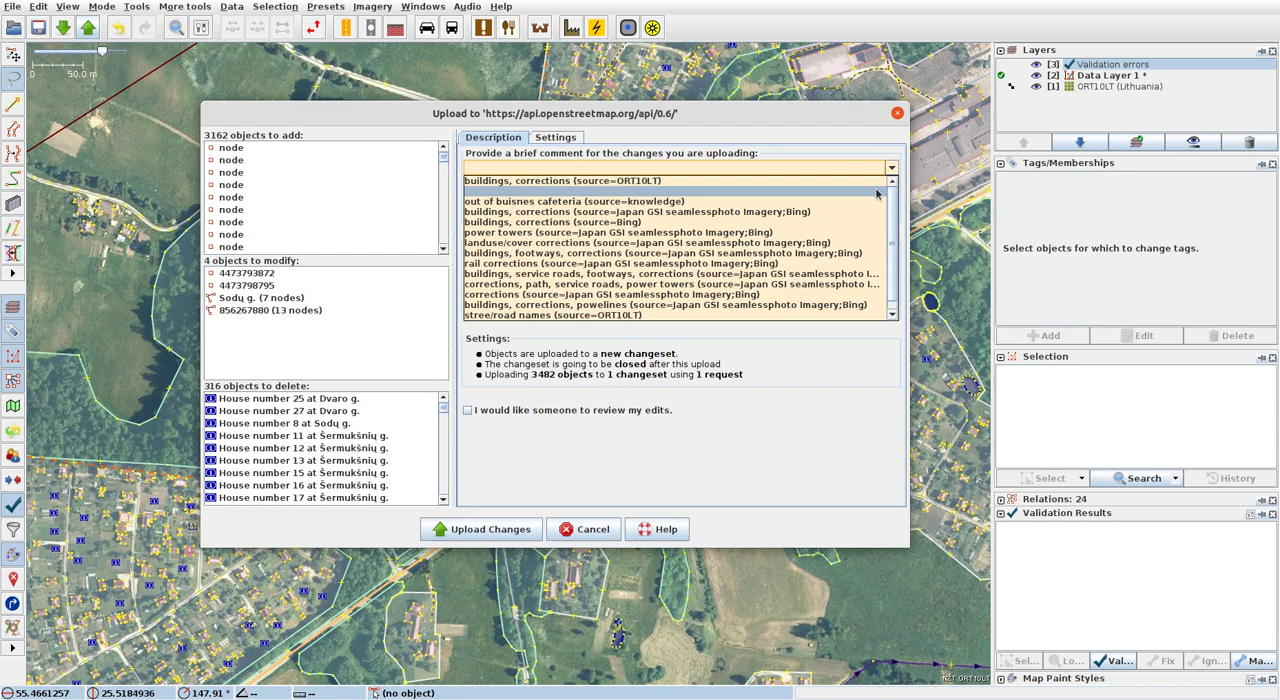 File Edit View Mode Tools More tools Data Selection Presets Imagery Windows Audio Help
0 50.0 m
Upload to 'https://api.openstreetmap.org/api/0.6/'
3162 objects to add:
node
node
node
node
node
node
node
node
node
4 objects to modify:
4473793872
4473798795
Sodų g. (7 nodes)
856267880 (13 nodes)
316 objects to delete:
House number 25 at Dvaro g.
House number 27 at Dvaro g.
House number 8 at Sodų g.
House number 11 at Šermukšnių g.
House number 12 at Šermukšnių g.
House number 13 at Šermukšnių g.
House number 15 at Šermukšnių g.
House number 16 at Šermukšnių g.
House number 17 at Šermukšnių g.
Description Settings
Provide a brief comment for the changes you are uploading:
buildings, corrections (source=ORT10LT)
out of buisnes cafeteria (source=knowledge)
buildings, corrections (source=Japan GSI seamlessphoto Imagery;Bing)
buildings, corrections (source=Bing)
power towers (source=Japan GSI seamlessphoto Imagery;Bing)
landuse/cover corrections (source=Japan GSI seamlessphoto Imagery;Bing)
buildings, footways, corrections (source=Japan GSI seamlessphoto Imagery;Bing)
rail corrections (source=Japan GSI seamlessphoto Imagery;Bing)
buildings, service roads, footways, corrections (source=Japan GSI seamlessphoto I...
corrections, path, service roads, power towers (source=Japan GSI seamlessphoto I...
corrections (source=Japan GSI seamlessphoto Imagery;Bing)
buildings, corrections, powelines (source=Japan GSI seamlessphoto Imagery;Bing)
stree/road names (source=ORT10LT)
Settings:
Objects are uploaded to a new changeset.
The changeset is going to be closed after this upload
Uploading 3482 objects to 1 changeset using 1 request
I would like someone to review my edits.
Upload Changes Cancel Help
Layers
[3] Validation errors
[2] Data Layer 1 *
[1] ORT10LT (Lithuania)
Tags/Memberships
Select objects for which to change tags.
Add Edit Delete
Selection
Select Search History
Relations: 24
Validation Results
Sel... Lo... Val... Fix Ign... Ma...
Map Paint Styles
NŽT ORT10LT
55.4661257 25.5184936 147.91 ° -- -- (no object)